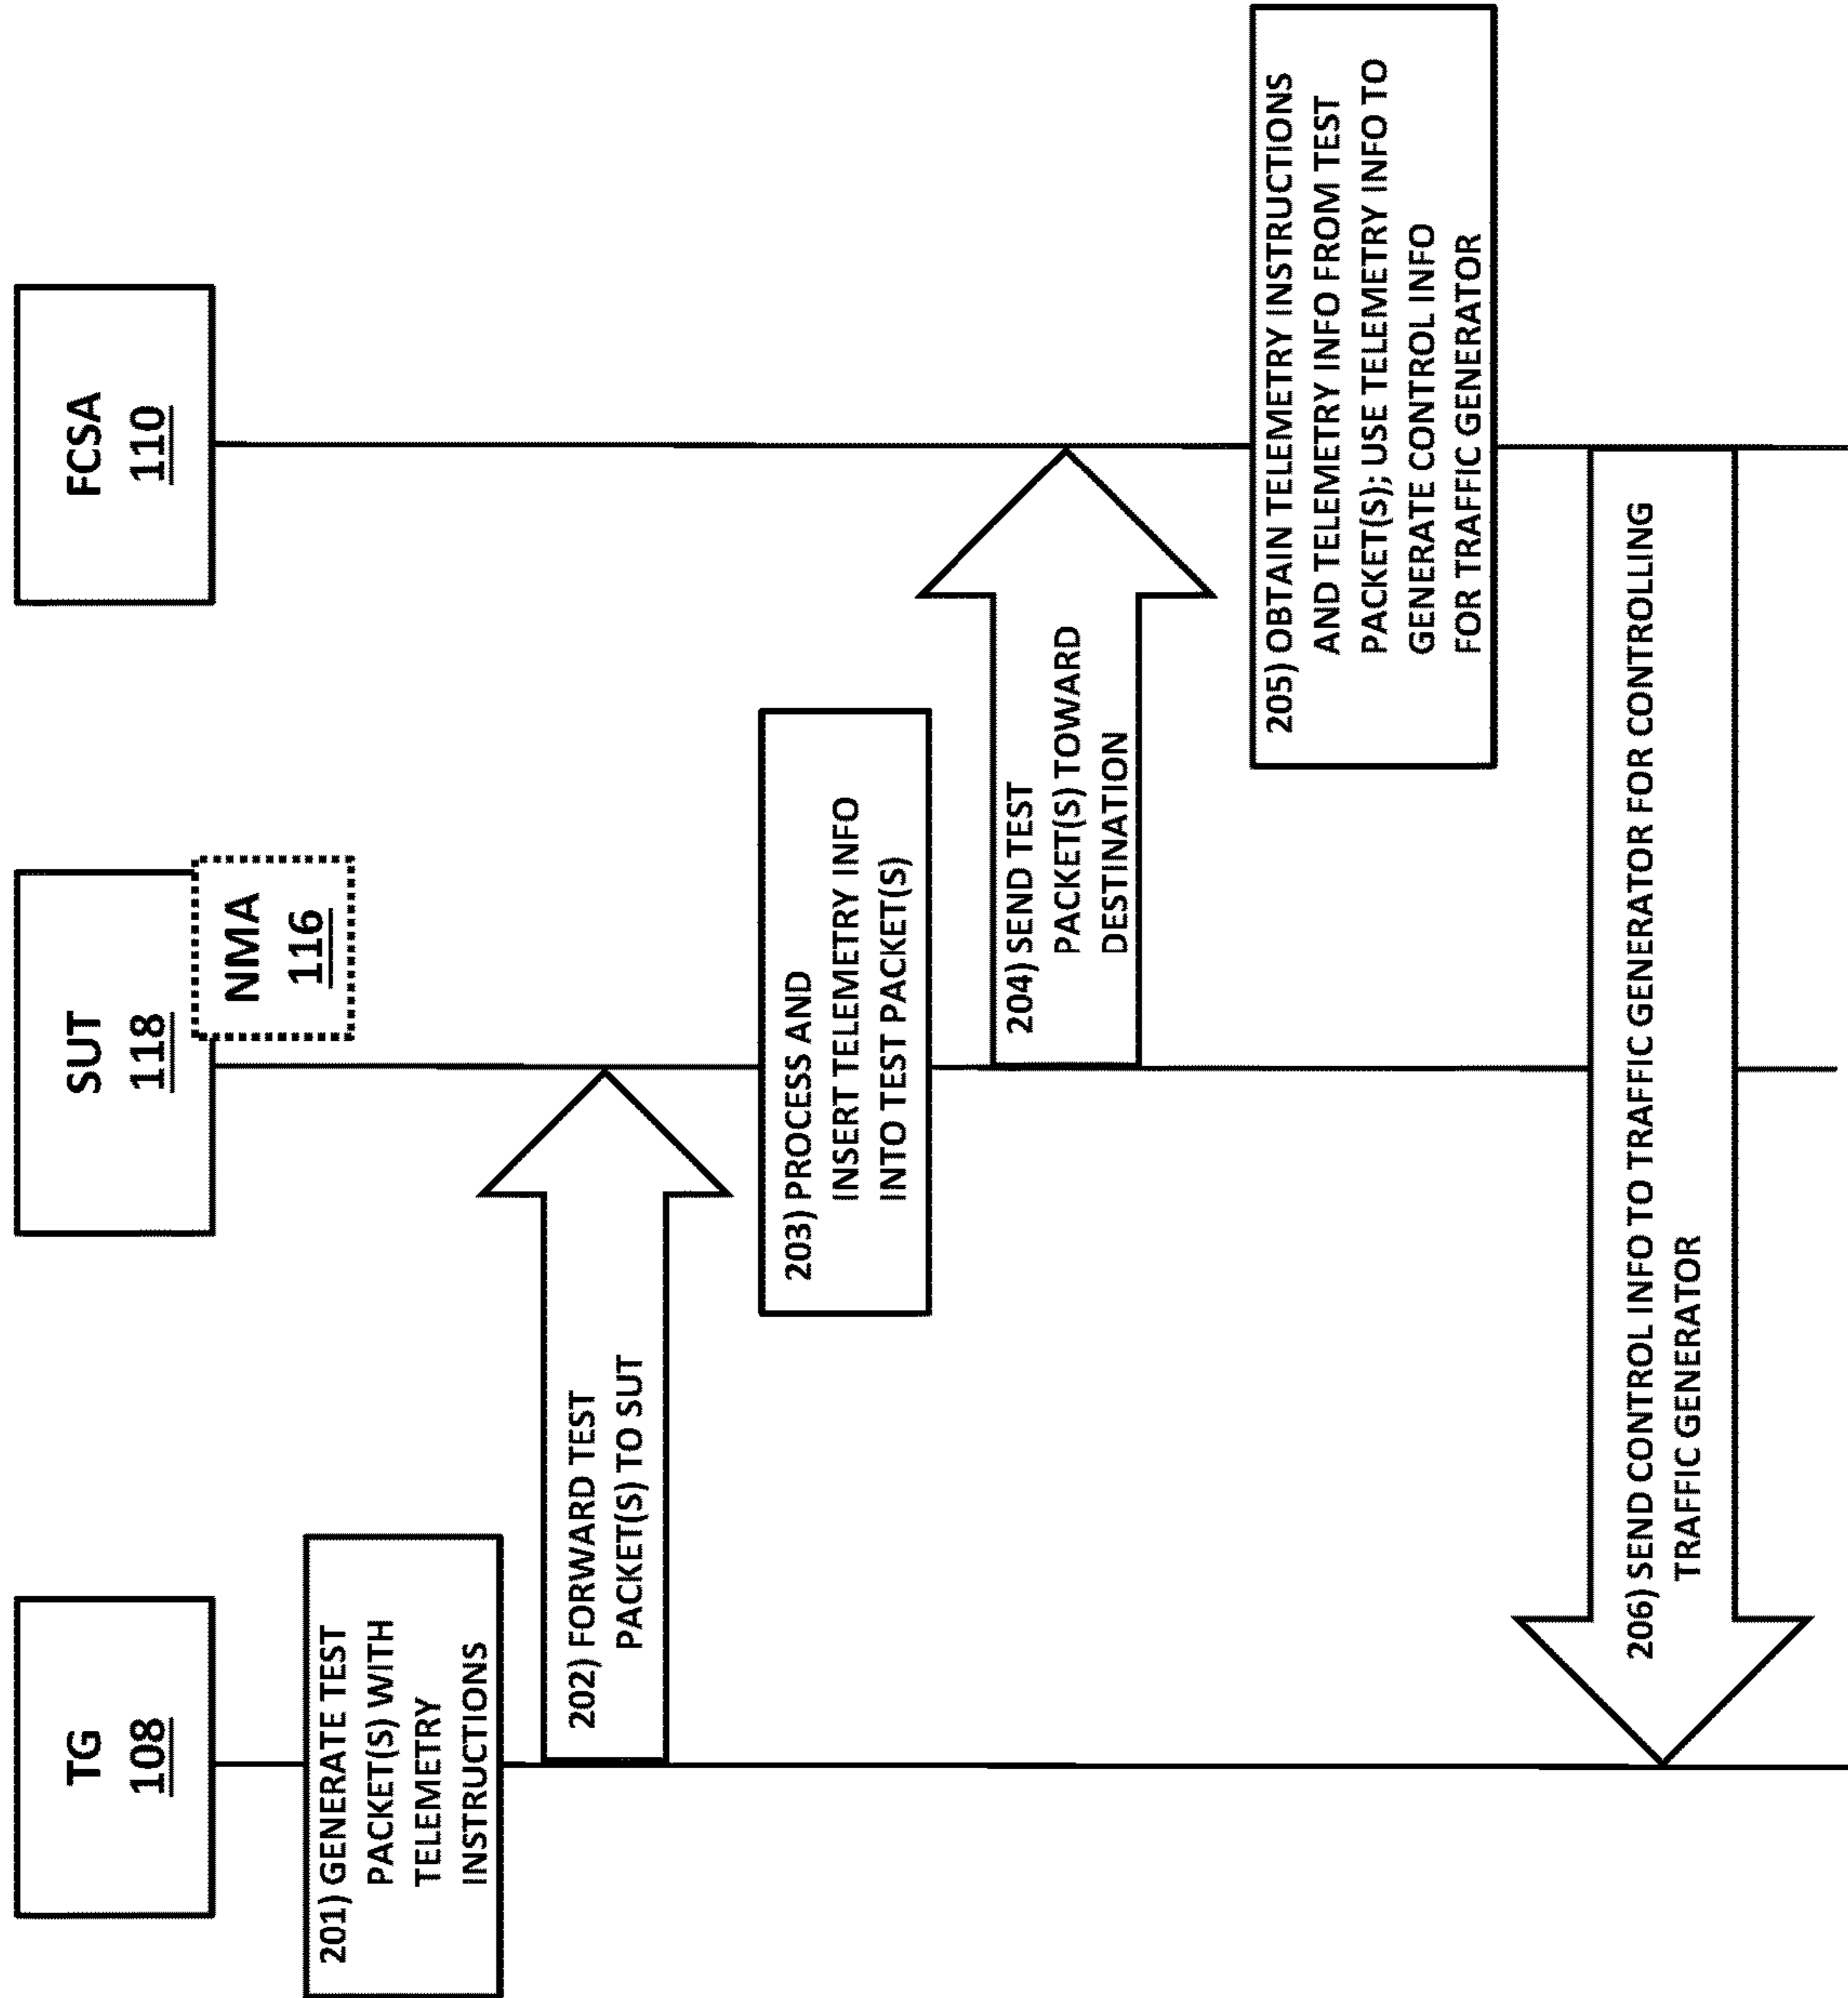 TG
108
SUT
118
NMA
116
FCSA
110
201) GENERATE TEST
PACKET(S) WITH
TELEMETRY
INSTRUCTIONS
202) FORWARD TEST
PACKET(S) TO SUT
203) PROCESS AND
INSERT TELEMETRY INFO
INTO TEST PACKET(S)
204) SEND TEST
PACKET(S) TOWARD
DESTINATION
205) OBTAIN TELEMETRY INSTRUCTIONS
AND TELEMETRY INFO FROM TEST
PACKET(S); USE TELEMETRY INFO TO
GENERATE CONTROL INFO
FOR TRAFFIC GENERATOR
206) SEND CONTROL INFO TO TRAFFIC GENERATOR FOR CONTROLLING
TRAFFIC GENERATOR